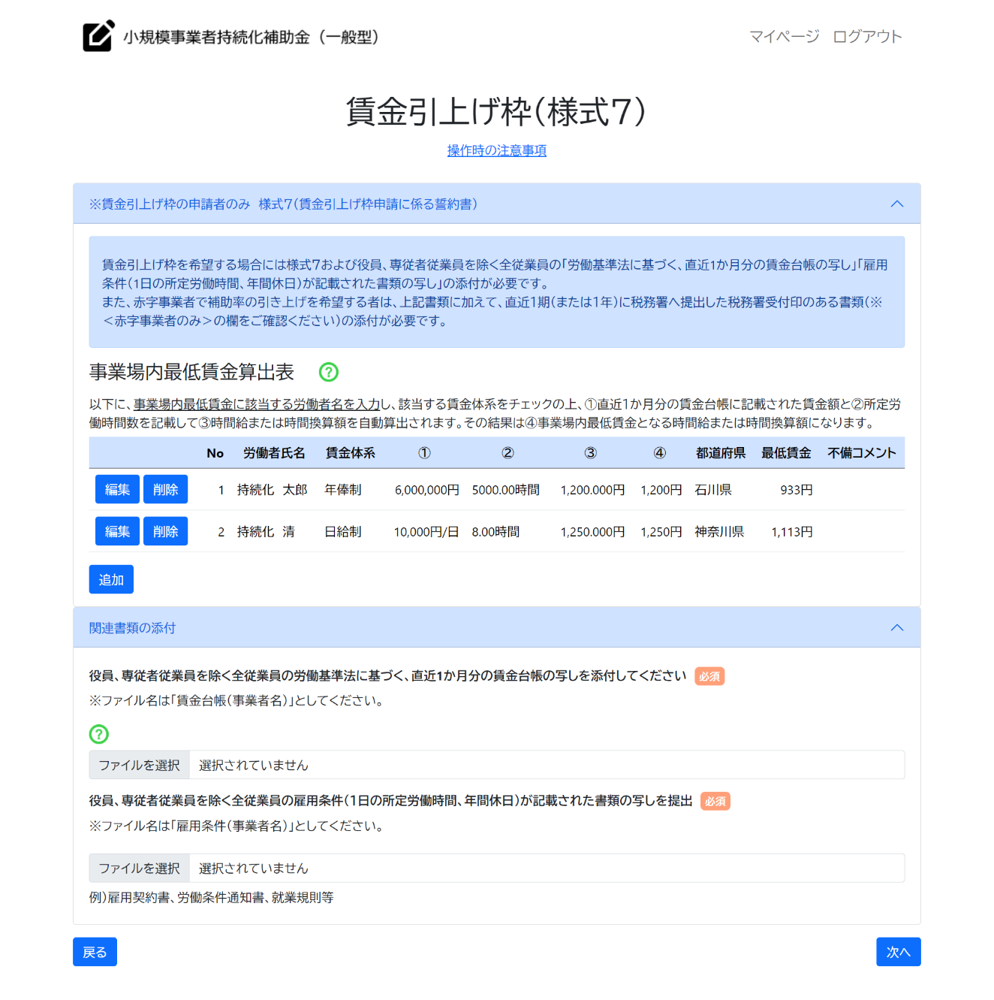 小規模事業者持続化補助金（一般型）
マイページ ログアウト
賃金引上げ枠（様式7）
操作時の注意事項
※賃金引上げ枠の申請者のみ 様式7（賃金引上げ枠申請に係る誓約書）
賃金引上げ枠を希望する場合には様式7および役員、専従者従業員を除く全従業員の「労働基準法に基づく、直近1か月分の賃金台帳の写し」「雇用
条件（1日の所定労働時間、年間休日）が記載された書類の写し」の添付が必要です。
また、赤字事業者で補助率の引き上げを希望する者は、上記書類に加えて、直近1期（または1年）に税務署へ提出した税務署受付印のある書類（※
＜赤字事業者のみ＞の欄をご確認ください）の添付が必要です。
事業場内最低賃金算出表 ?
以下に、事業場内最低賃金に該当する労働者名を入力し、該当する賃金体系をチェックの上、①直近1か月分の賃金台帳に記載された賃金額と②所定労
働時間数を記載して③時間給または時間換算額を自動算出されます。その結果は④事業場内最低賃金となる時間給または時間換算額になります。
No 労働者氏名 賃金体系 ① ② ③ ④ 都道府県 最低賃金 不備コメント
編集 削除 1 持続化 太郎 年俸制 6,000,000円 5000.00時間 1,200.000円 1,200円 石川県 933円
編集 削除 2 持続化 清 日給制 10,000円/日 8.00時間 1,250.000円 1,250円 神奈川県 1,113円
追加
関連書類の添付
役員、専従者従業員を除く全従業員の労働基準法に基づく、直近1か月分の賃金台帳の写しを添付してください 必須
※ファイル名は「賃金台帳（事業者名）」としてください。
?
ファイルを選択 選択されていません
役員、専従者従業員を除く全従業員の雇用条件（1日の所定労働時間、年間休日）が記載された書類の写しを提出 必須
※ファイル名は「雇用条件（事業者名）」としてください。
ファイルを選択 選択されていません
例）雇用契約書、労働条件通知書、就業規則等
戻る 次へ